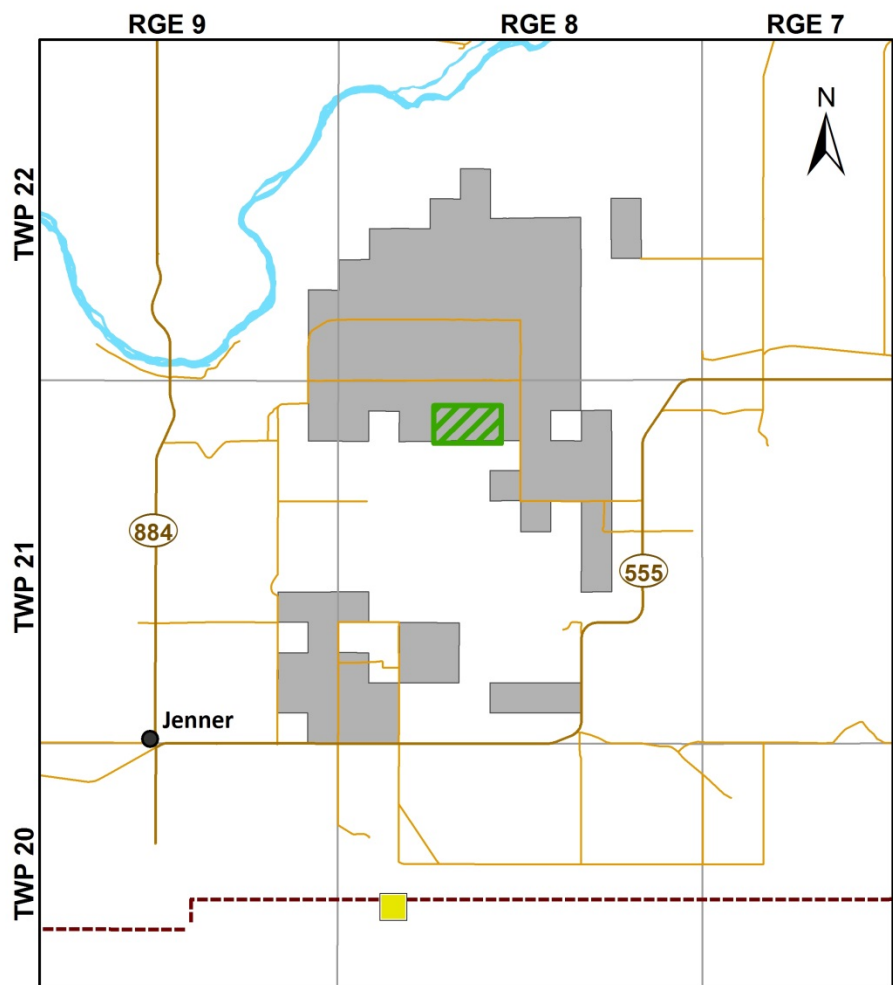 RGE 9
RGE 8
RGE 7
N
TWP 22
884
TWP 21
555
Jenner
TWP 20